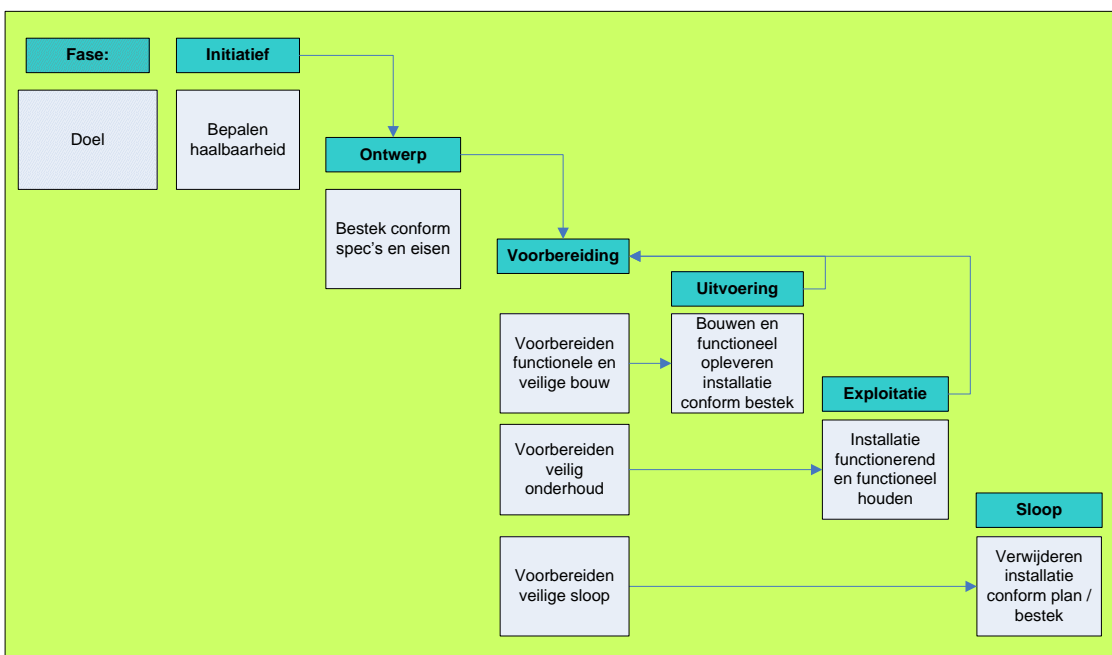 Fase:
Initiatief
Doel
Bepalen
haalbaarheid
Ontwerp
Bestek conform
spec's en eisen
Voorbereiding
Uitvoering
Voorbereiden
functionele en
veilige bouw
Bouwen en
functioneel
opleveren
installatie
conform bestek
Exploitatie
Voorbereiden
veilig
onderhoud
Installatie
functionerend
en functioneel
houden
Sloop
Voorbereiden
veilige sloop
Verwijderen
installatie
conform plan /
bestek